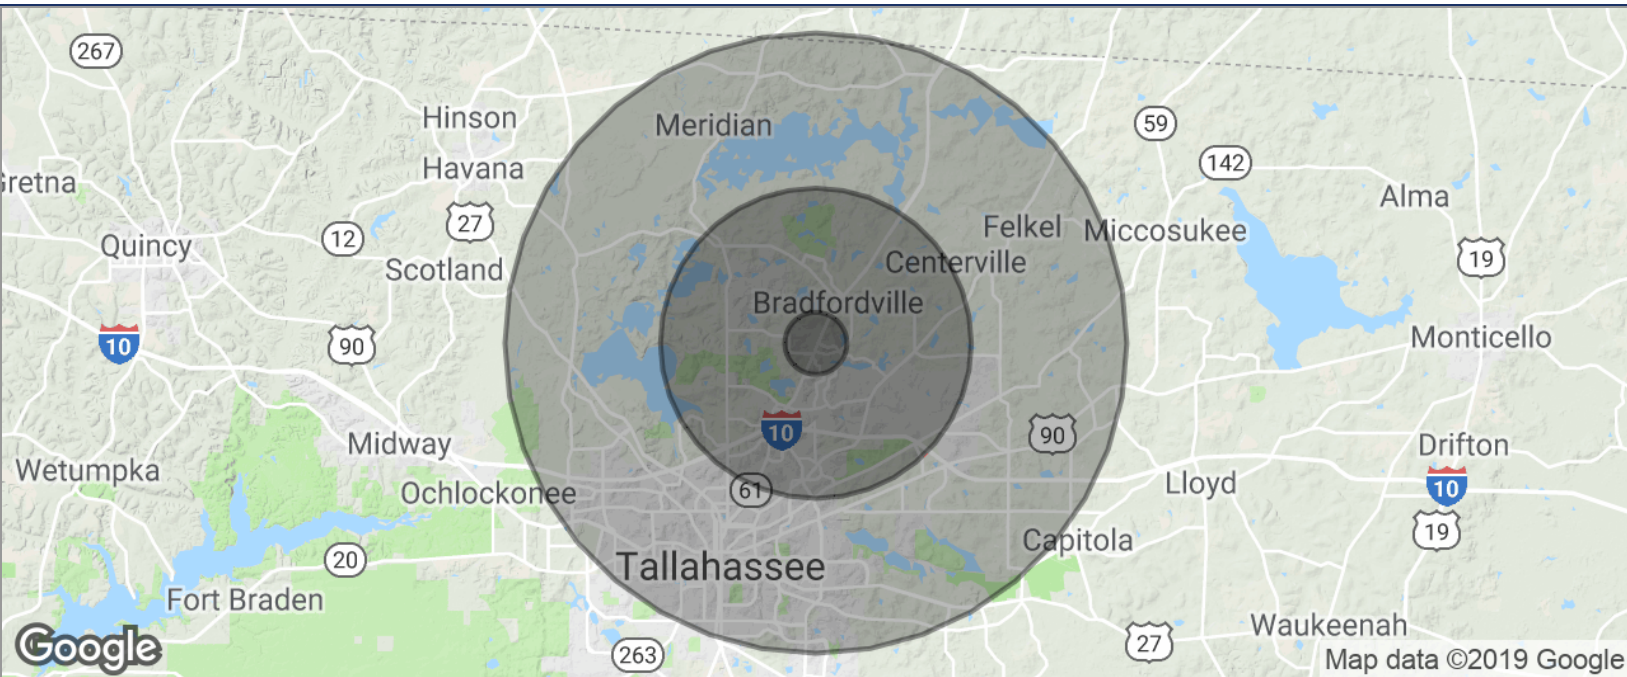 267
Hinson
Meridian
59
142
Havana
Gretna
Alma
27
Felkel
Miccosukee
12
Quincy
19
Centerville
Scotland
Bradfordville
10
90
Monticello
10
90
Midway
Drifton
Wetumpka
Lloyd
61
Ochlockonee
10
19
Capitola
20
Tallahassee
Fort Braden
Waukeenah
27
Google
263
Map data ©2019 Google